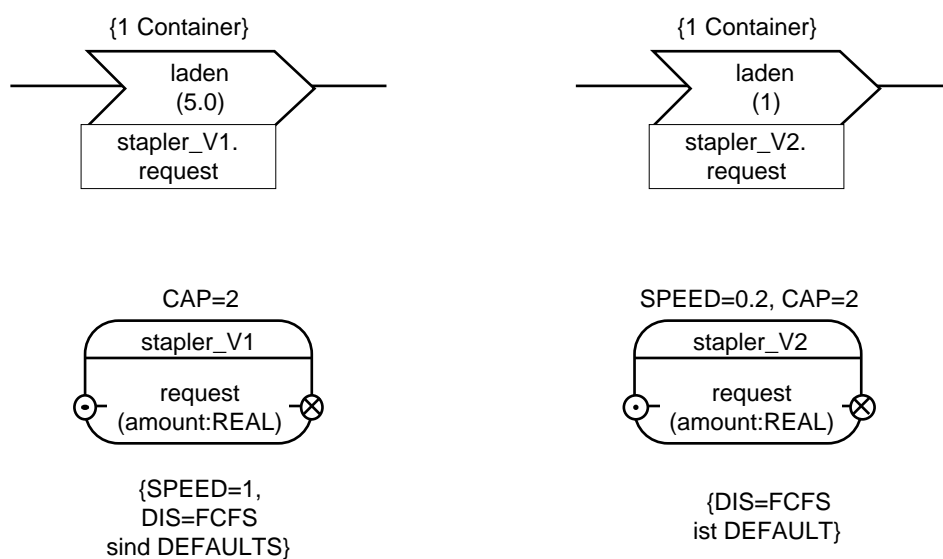 {1 Container}
laden
(5.0)
stapler_V1.
request
{1 Container}
laden
(1)
stapler_V2.
request
CAP=2
stapler_V1
request
(amount:REAL)
{SPEED=1,
DIS=FCFS
sind DEFAULTS}
SPEED=0.2, CAP=2
stapler_V2
request
(amount:REAL)
{DIS=FCFS
ist DEFAULT}